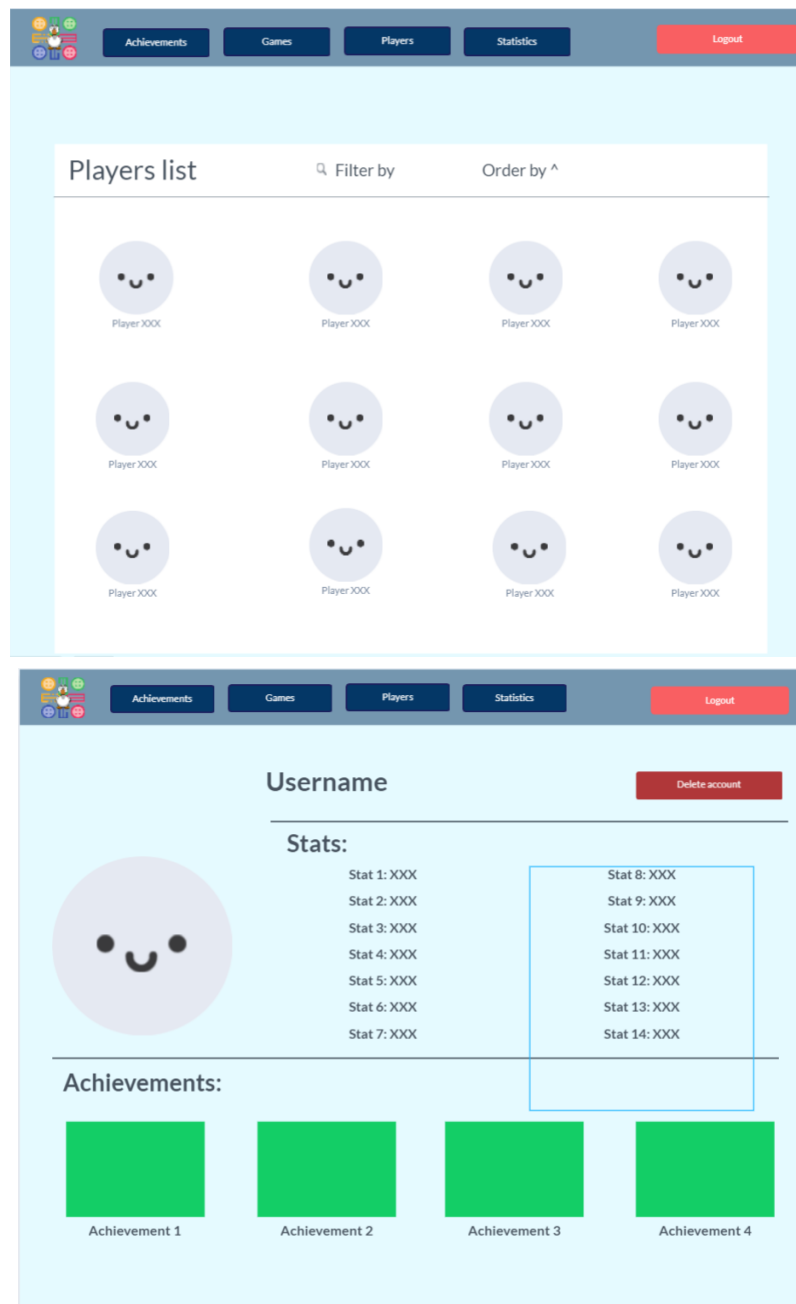 Achievements Games Players Statistics Logout
Players list Filter by Order by ^
Player XXX Player XXX Player XXX Player XXX
Player XXX Player XXX Player XXX Player XXX
Player XXX Player XXX Player XXX Player XXX
Achievements Games Players Statistics Logout
Username Delete account
Stats:
Stat 1: XXX Stat 8: XXX
Stat 2: XXX Stat 9: XXX
Stat 3: XXX Stat 10: XXX
Stat 4: XXX Stat 11: XXX
Stat 5: XXX Stat 12: XXX
Stat 6: XXX Stat 13: XXX
Stat 7: XXX Stat 14: XXX
Achievements:
Achievement 1 Achievement 2 Achievement 3 Achievement 4